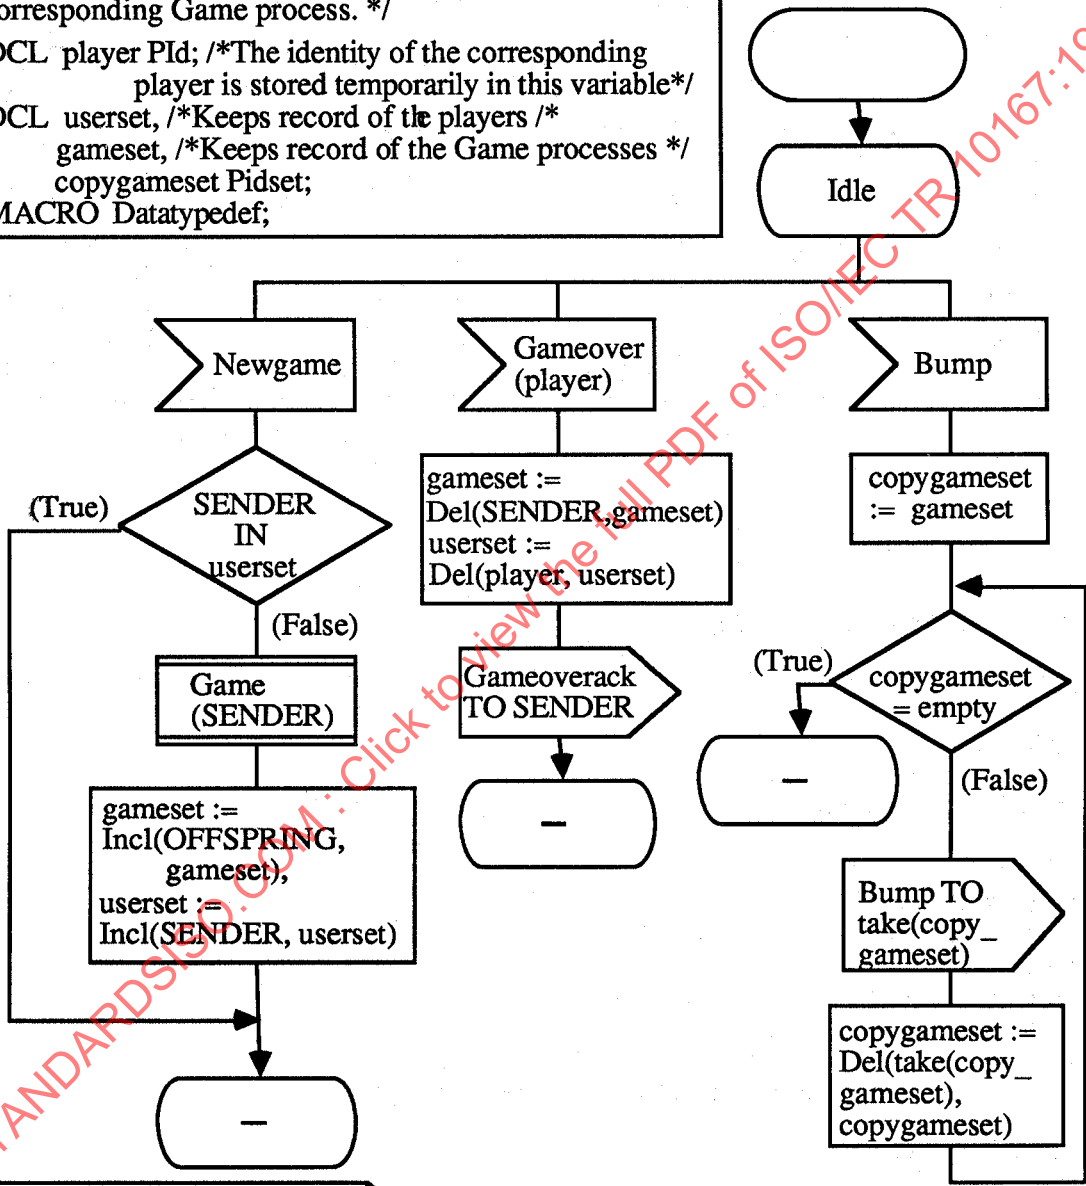 orresponding Game process. */
DCL player PId; /*The identity of the corresponding
player is stored temporarily in this variable*/
DCL userset, /*Keeps record of the players /*
gameset, /*Keeps record of the Game processes */
copygameset Pidset;
MACRO Datatypedef;
Idle
Newgame
Gameover
(player)
Bump
(True)
SENDER
IN
userset
(False)
Game
(SENDER)
gameset :=
Incl(OFFSPRING,
gameset),
userset :=
Incl(SENDER, userset)
–
gameset :=
Del(SENDER,gameset)
userset :=
Del(player, userset)
Gameoverack
TO SENDER
–
copygameset
:= gameset
(True)
copygameset
= empty
–
(False)
Bump TO
take(copy_
gameset)
copygameset :=
Del(take(copy_
gameset),
copygameset)
TANDARDSISO.COM : Click to view the full PDF of ISO/IEC TR 10167:19